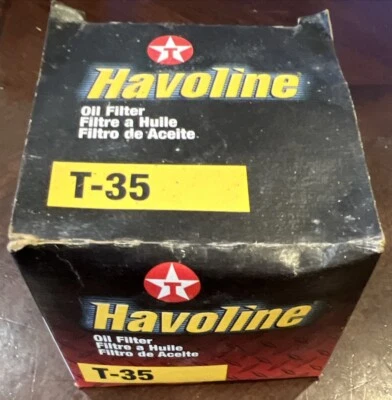 T
Havoline
Oil Filter
Filtre a Huile
Filtro de Aceite
T-35
T
Havoline
Oil Filter
Filtre a Huile
Filtro de Aceite
T-35